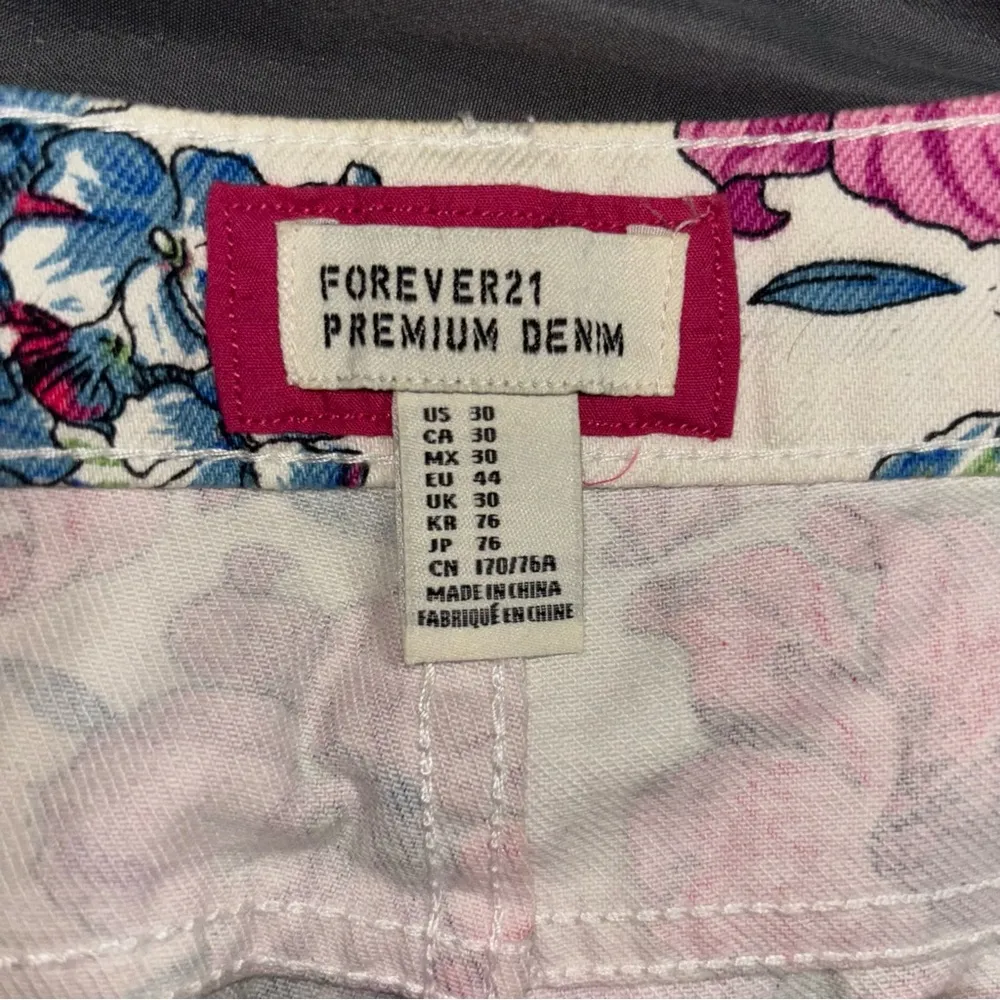 FOREVER21
PREMIUM DENIM
US 30
CA 30
MX 30
EU 44
UK 30
KR 76
JP 76
CN 170/76A
MADE IN CHINA
FABRIQUÉ EN CHINE